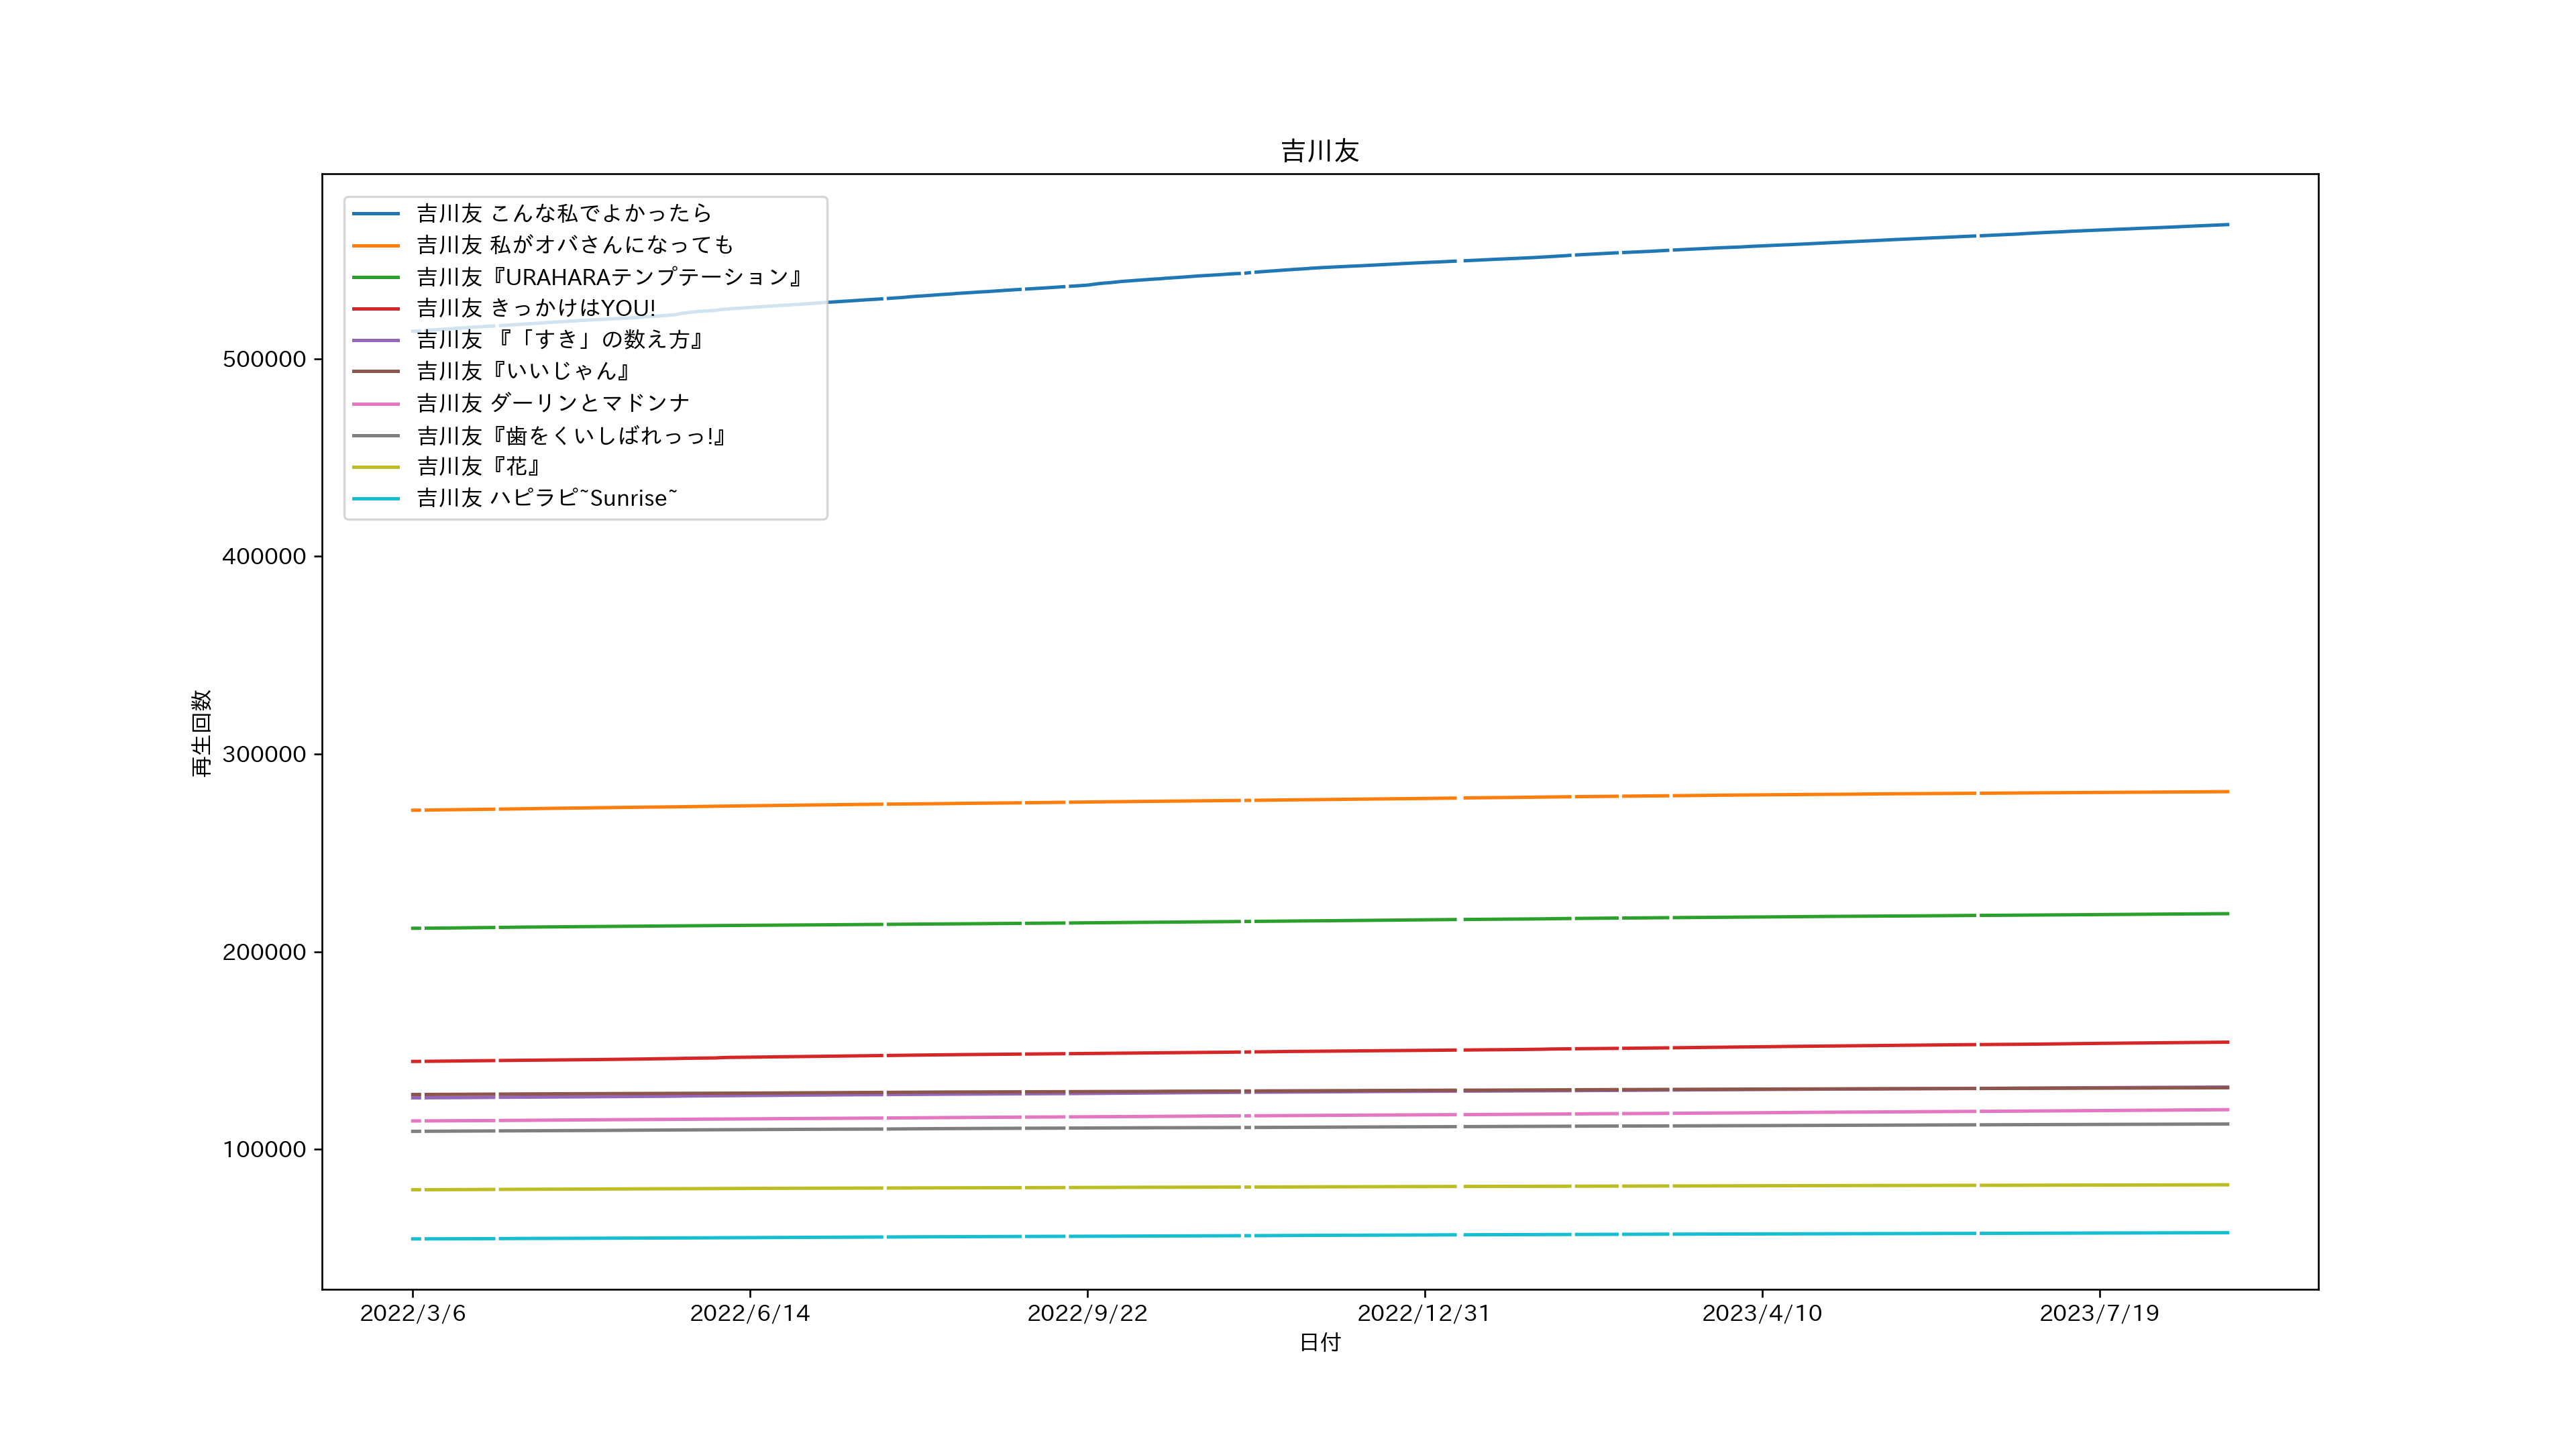 吉川友
吉川友 こんな私でよかったら
吉川友 私がオバさんになっても
吉川友『URAHARAテンプテーション』
吉川友 きっかけはYOU!
吉川友 『「すき」の数え方』
吉川友『いいじゃん』
吉川友 ダーリンとマドンナ
吉川友『歯をくいしばれっっ!』
吉川友『花』
吉川友 ハピラピ~Sunrise~
500000
400000
300000
200000
100000
再生回数
2022/3/6 2022/6/14 2022/9/22 2022/12/31 2023/4/10 2023/7/19
日付